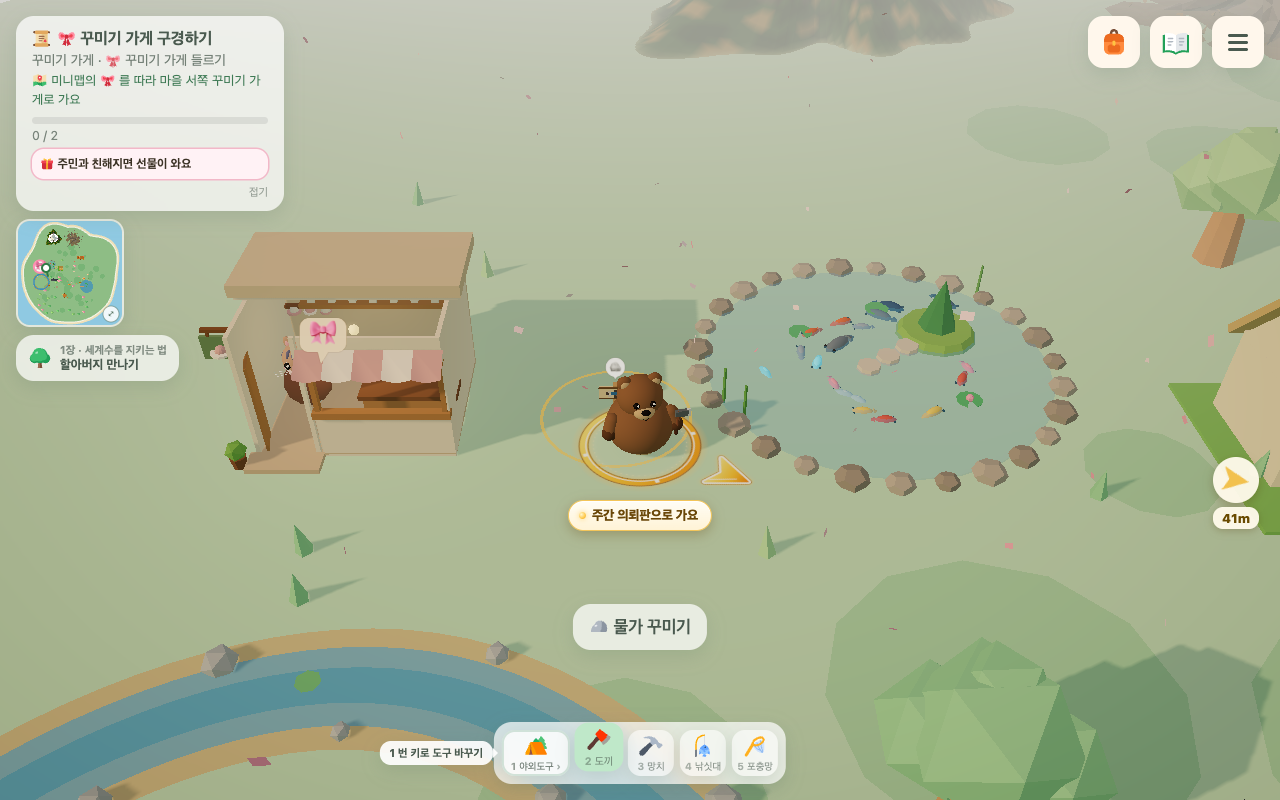 꾸미기 가게 구경하기
꾸미기 가게 · 꾸미기 가게 들르기
미니맵의 를 따라 마을 서쪽 꾸미기 가
게로 가요
0 / 2
주민과 친해지면 선물이 와요
접기
1장 · 세계수를 지키는 법
할아버지 만나기
주간 의뢰판으로 가요
41m
물가 꾸미기
1 번 키로 도구 바꾸기
1 야외도구 ›
2 도끼
3 망치
4 낚싯대
5 포충망